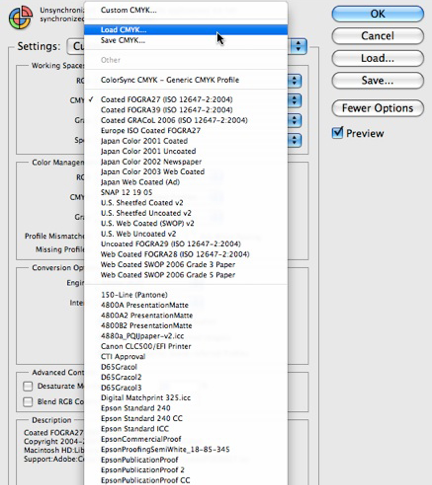 Unsynchroni
synchronized
Custom CMYK...
Load CMYK...
Save CMYK...
Other
ColorSync CMYK – Generic CMYK Profile
✓ Coated FOGRA27 (ISO 12647-2:2004)
Coated FOGRA39 (ISO 12647-2:2004)
Coated GRACoL 2006 (ISO 12647-2:2004)
Europe ISO Coated FOGRA27
Japan Color 2001 Coated
Japan Color 2001 Uncoated
Japan Color 2002 Newspaper
Japan Color 2003 Web Coated
Japan Web Coated (Ad)
SNAP 12 19 05
U.S. Sheetfed Coated v2
U.S. Sheetfed Uncoated v2
U.S. Web Coated (SWOP) v2
U.S. Web Uncoated v2
Uncoated FOGRA29 (ISO 12647-2:2004)
Web Coated FOGRA28 (ISO 12647-2:2004)
Web Coated SWOP 2006 Grade 3 Paper
Web Coated SWOP 2006 Grade 5 Paper
150-Line (Pantone)
4800A PresentationMatte
4800A2 PresentationMatte
4800B2 PresentationMatte
4880a_PQIJpaper-v2.icc
Canon CLC500/EFI Printer
CTI Approval
D65Gracol
D65Gracol2
D65Gracol3
Digital Matchprint 325.icc
Epson Standard 240
Epson Standard 240 CC
Epson Standard ICC
EpsonCommercialProof
EpsonProofingSemiWhite_18-85-345
EpsonPublicationProof
EpsonPublicationProof 2
EpsonPublicationProof CC
Settings: Cu
Working Spaces
RG
CMY
Gra
Spo
Color Manageme
RG
CMY
Gra
Profile Mismatche
Missing Profile
Conversion Opt
Engin
Inte
Advanced Cont
Desaturate Mo
Blend RGB Co
Description
Coated FOGRA27
Copyright 2004-
Macintosh HD:Lib
Support:Adobe:C
OK
Cancel
Load...
Save...
Fewer Options
Preview